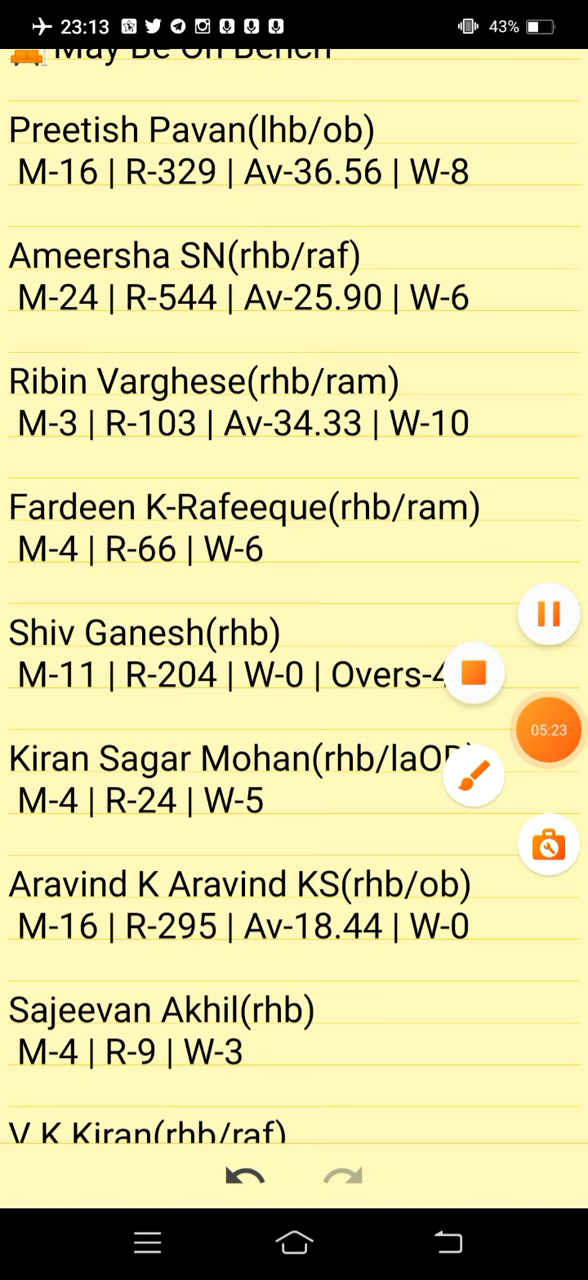 23:13
43%
May Be On Bench
Preetish Pavan(lhb/ob)
M-16 | R-329 | Av-36.56 | W-8
Ameersha SN(rhb/raf)
M-24 | R-544 | Av-25.90 | W-6
Ribin Varghese(rhb/ram)
M-3 | R-103 | Av-34.33 | W-10
Fardeen K-Rafeeque(rhb/ram)
M-4 | R-66 | W-6
Shiv Ganesh(rhb)
M-11 | R-204 | W-0 | Overs-4
05:23
Kiran Sagar Mohan(rhb/laO
M-4 | R-24 | W-5
Aravind K Aravind KS(rhb/ob)
M-16 | R-295 | Av-18.44 | W-0
Sajeevan Akhil(rhb)
M-4 | R-9 | W-3
V K Kiran(rhb/raf)